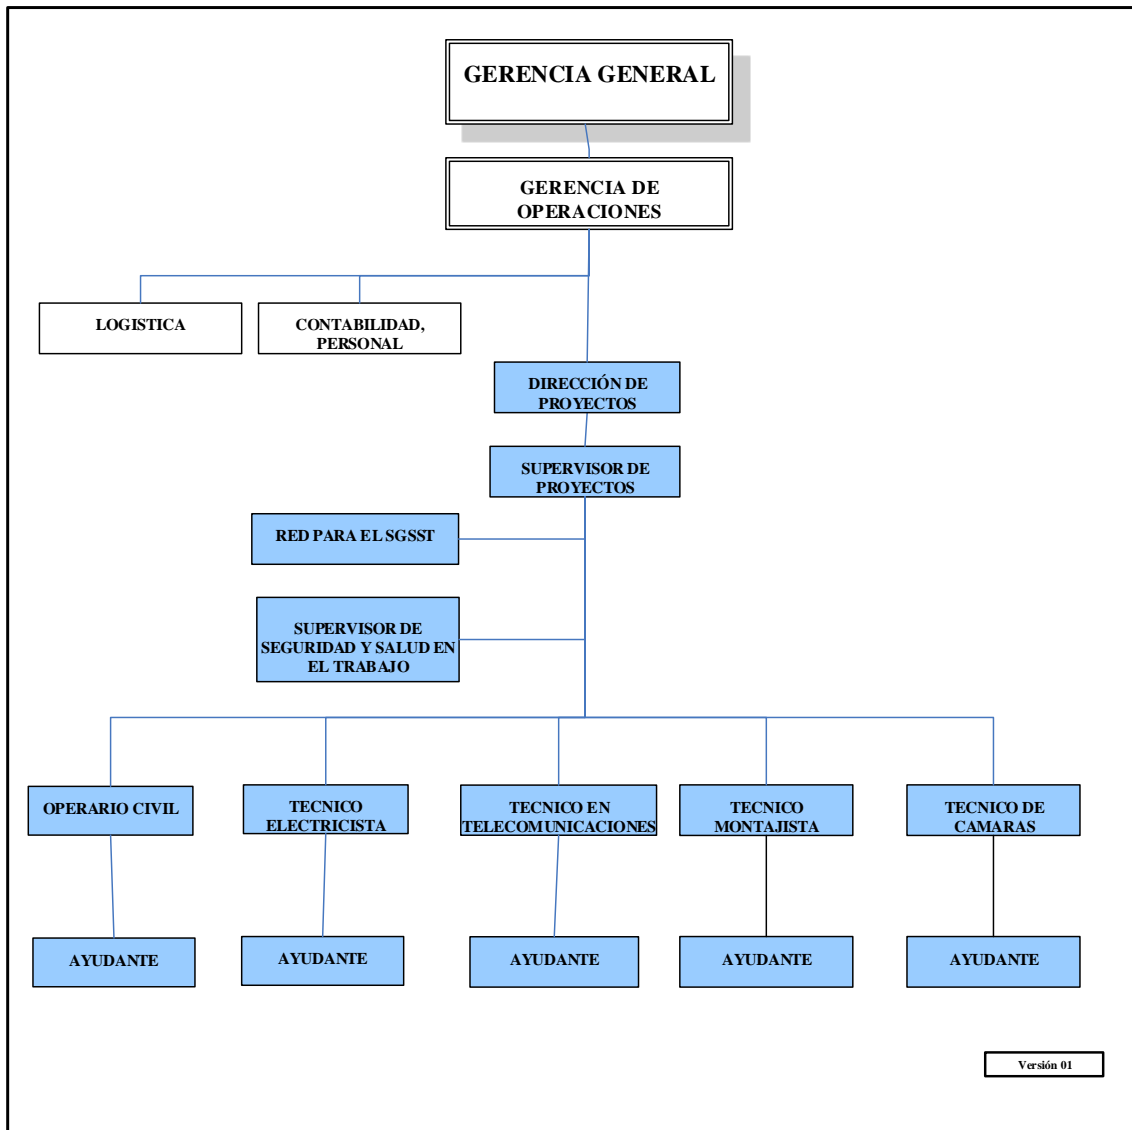 GERENCIA GENERAL
GERENCIA DE
OPERACIONES
LOGISTICA
CONTABILIDAD,
PERSONAL
DIRECCIÓN DE
PROYECTOS
SUPERVISOR DE
PROYECTOS
RED PARA EL SGSST
SUPERVISOR DE
SEGURIDAD Y SALUD EN
EL TRABAJO
OPERARIO CIVIL
TECNICO
ELECTRICISTA
TECNICO EN
TELECOMUNICACIONES
TECNICO
MONTAJISTA
TECNICO DE
CAMARAS
AYUDANTE
AYUDANTE
AYUDANTE
AYUDANTE
AYUDANTE
Versión 01